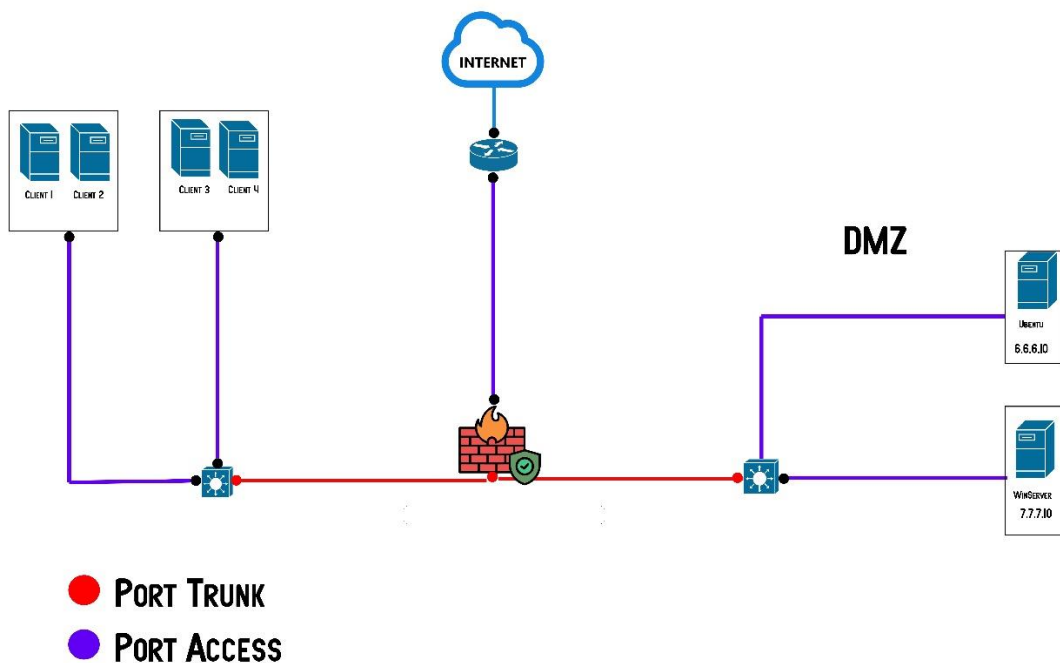 INTERNET
Client 1 Client 2
Client 3 Client 4
DMZ
Ubentu
6.6.6.10
WinServer
7.7.7.10
Port Trunk
Port Access